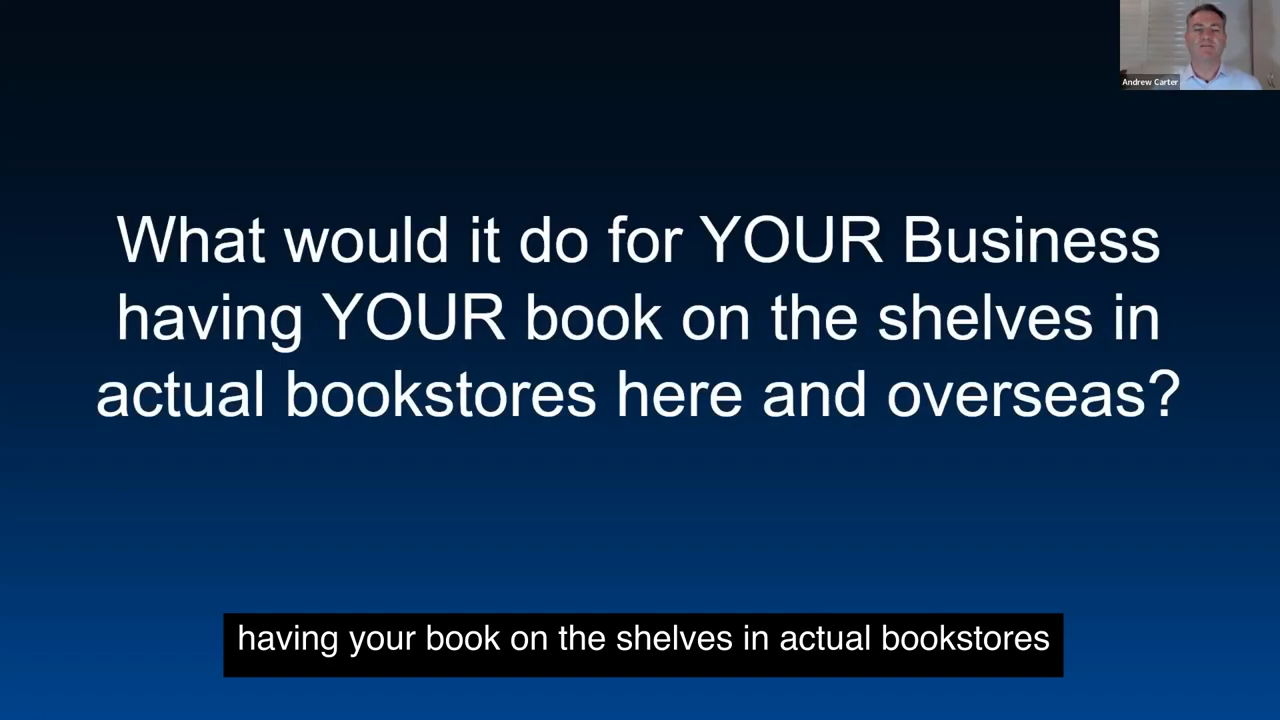 Andrew Carter
What would it do for YOUR Business
having YOUR book on the shelves in
actual bookstores here and overseas?
having your book on the shelves in actual bookstores